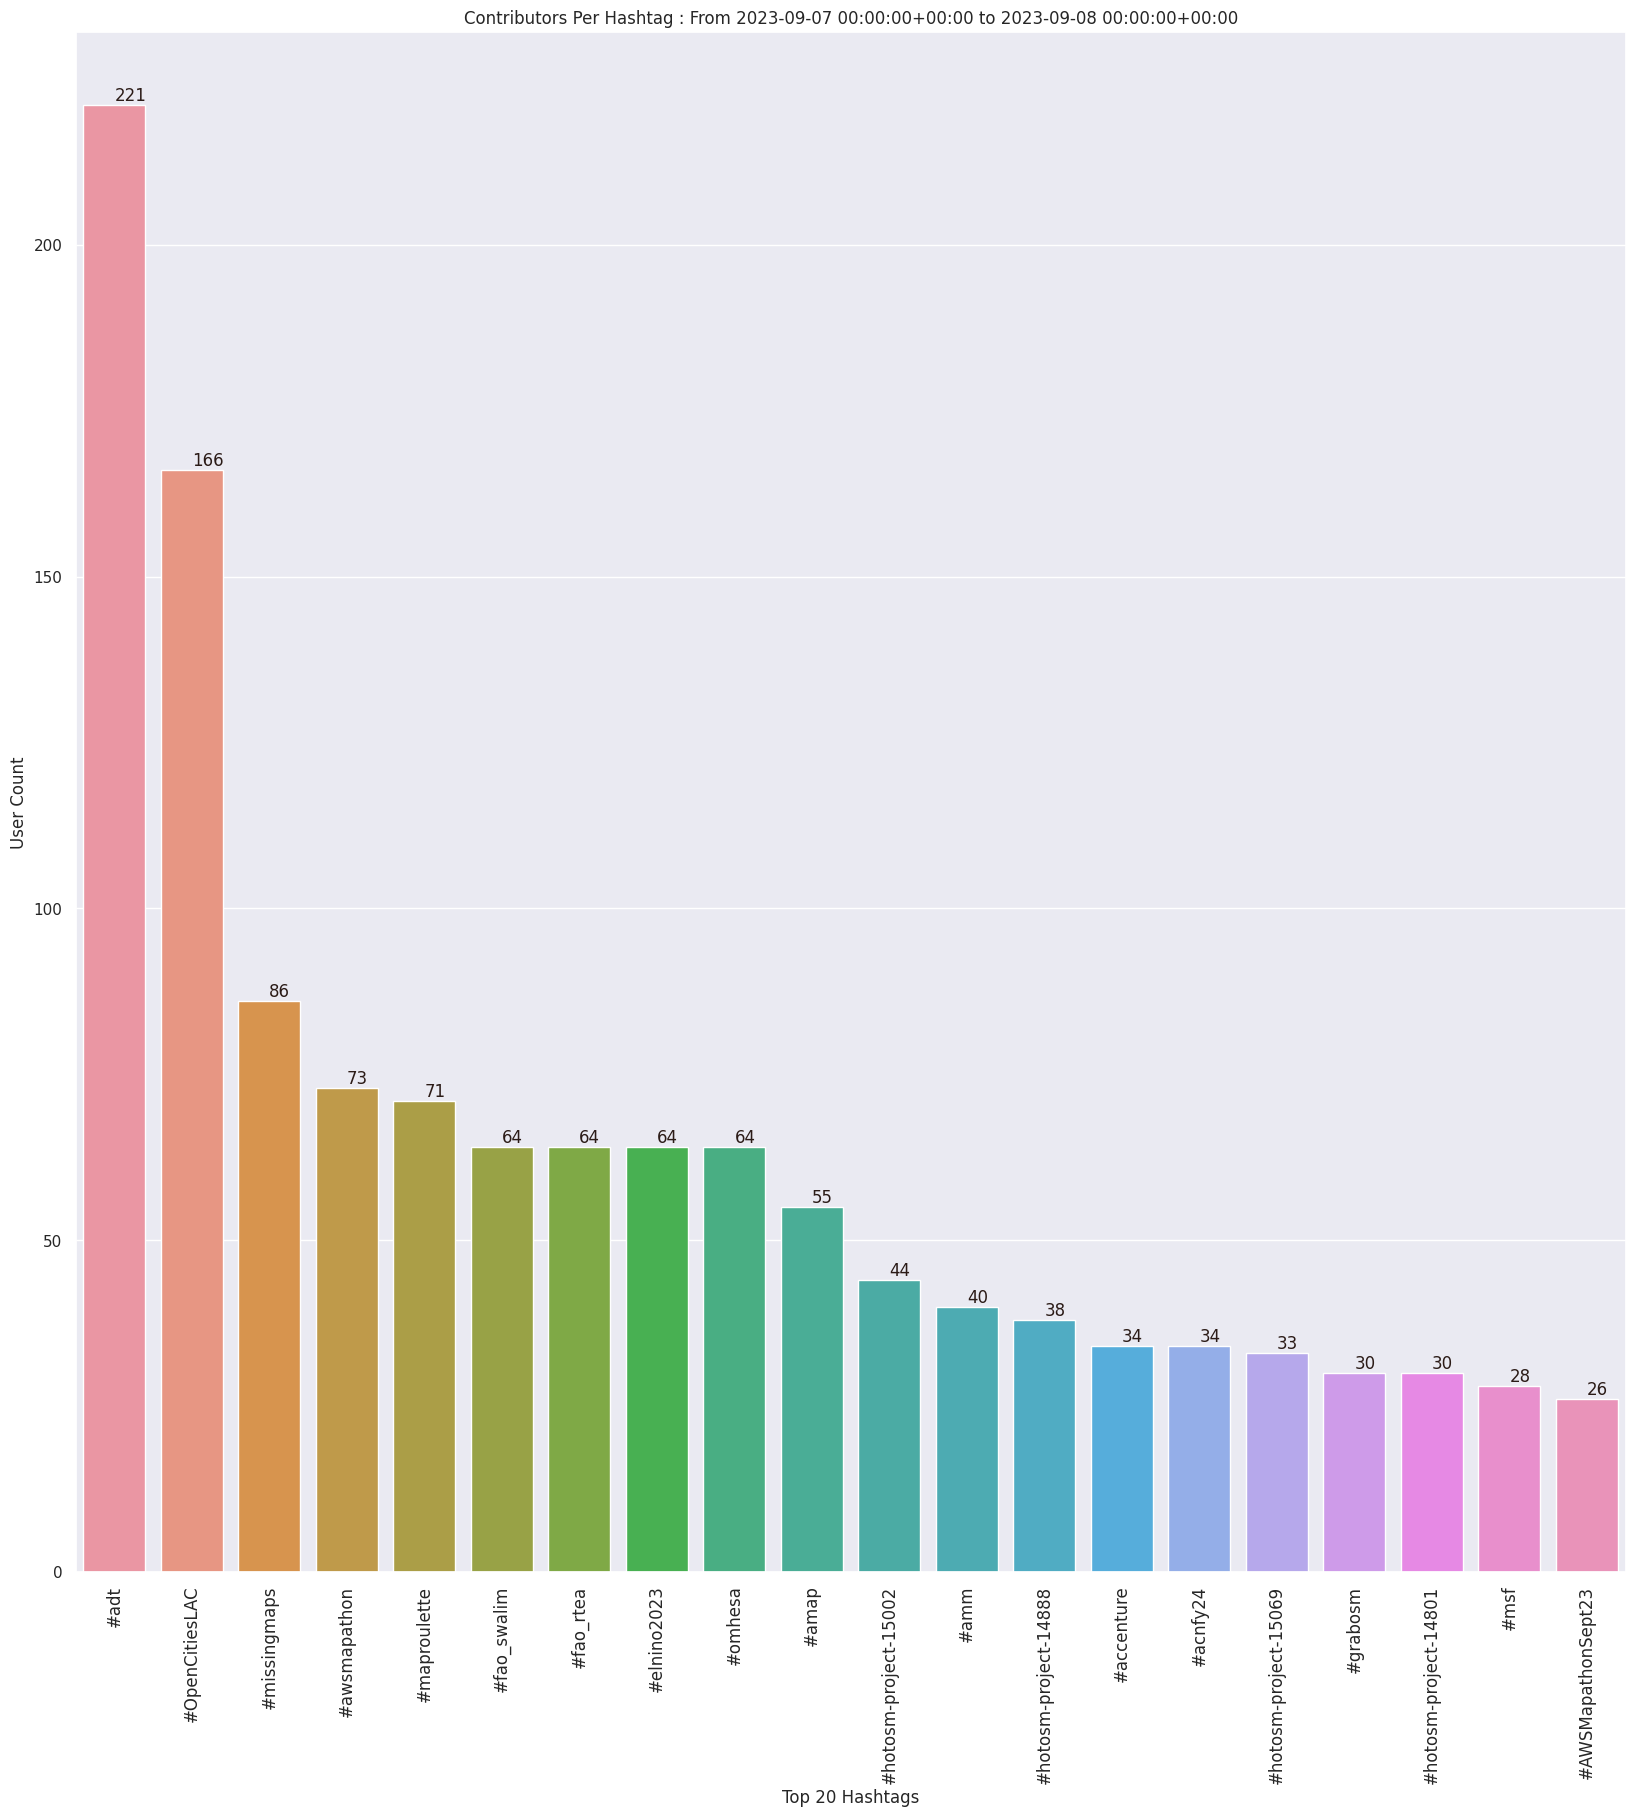 Contributors Per Hashtag : From 2023-09-07 00:00:00+00:00 to 2023-09-08 00:00:00+00:00
User Count
200
150
100
50
0
221
166
86
73
71
64
64
64
64
55
44
40
38
34
34
33
30
30
28
26
#adt
#OpenCitiesLAC
#missingmaps
#awsmapathon
#maproulette
#fao_swalim
#fao_rtea
#elnino2023
#omhesa
#amap
#hotosm-project-15002
#amm
#hotosm-project-14888
#accenture
#acnfy24
#hotosm-project-15069
#grabosm
#hotosm-project-14801
#msf
#AWSMapathonSept23
Top 20 Hashtags